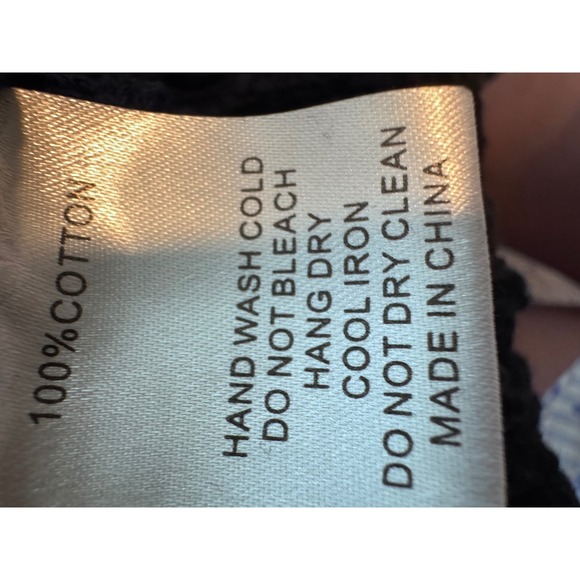 100%COTTON
HAND WASH COLD
DO NOT BLEACH
HANG DRY
COOL IRON
DO NOT DRY CLEAN
MADE IN CHINA